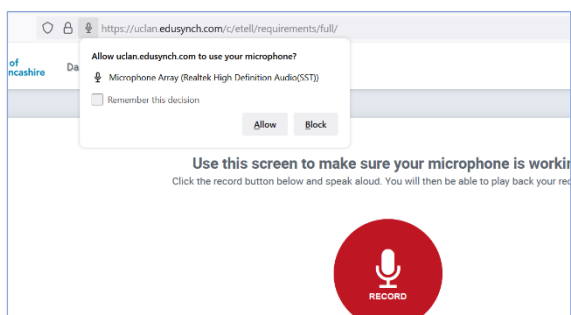 https://uclan.edusynch.com/c/etell/requirements/full/
of
ncashire
Da
Allow uclan.edusynch.com to use your microphone?
Microphone Array (Realtek High Definition Audio(SST))
Remember this decision
Allow
Block
Use this screen to make sure your microphone is workin
Click the record button below and speak aloud. You will then be able to play back your rec
RECORD